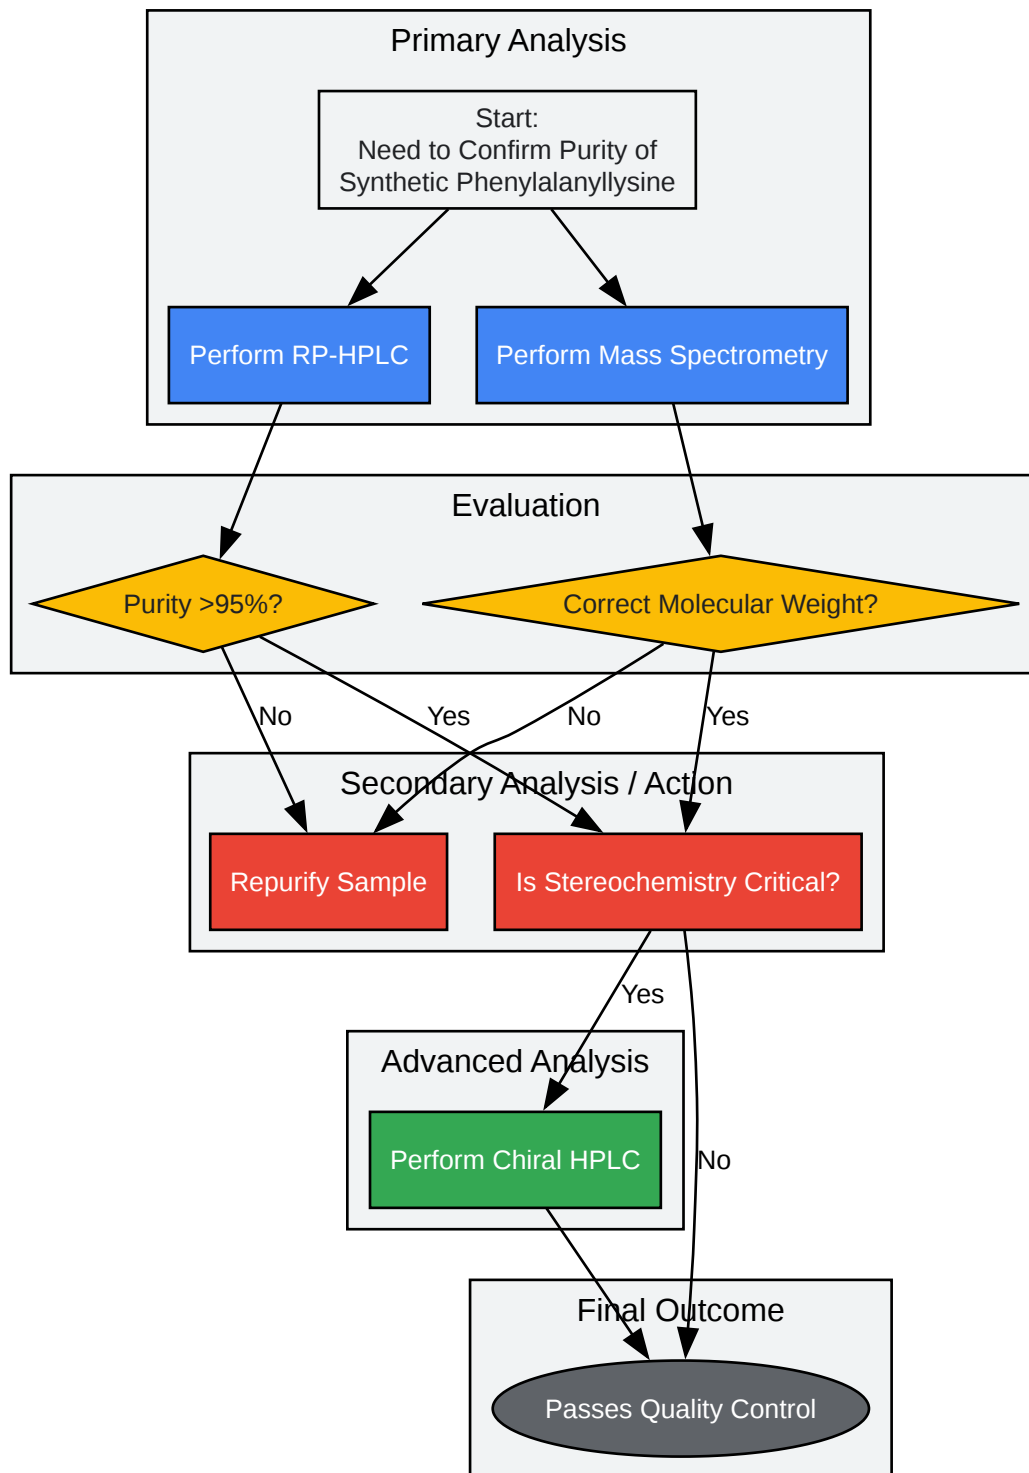 Primary Analysis
Start:
Need to Confirm Purity of
Synthetic Phenylalanyllysine
Perform RP-HPLC
Perform Mass Spectrometry
Evaluation
Purity >95%?
Correct Molecular Weight?
No
Yes
No
Yes
Secondary Analysis / Action
Repurify Sample
Is Stereochemistry Critical?
Yes
Advanced Analysis
Perform Chiral HPLC
No
Final Outcome
Passes Quality Control